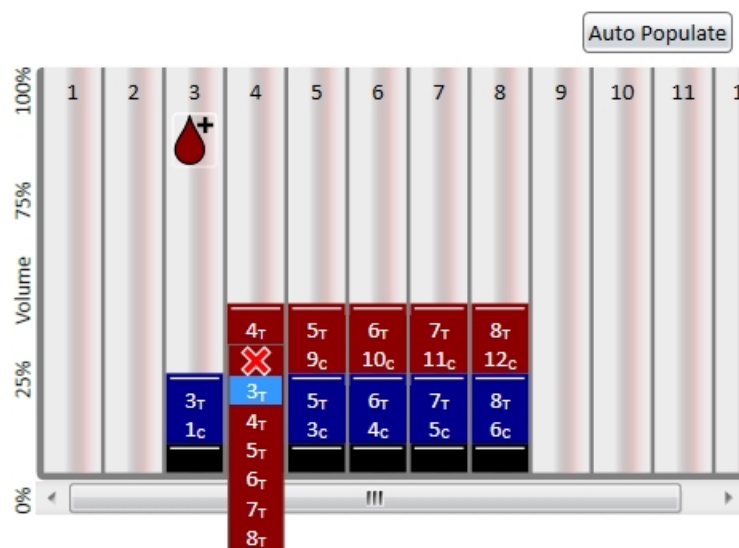 Auto Populate
100%
75%
Volume
25%
0%
1 2 3 4 5 6 7 8 9 10 11 1
4T 5T 6T 7T 8T
9C 10C 11C 12C
3T
3T 5T 6T 7T 8T
1C 3C 4C 5C 6C
4T
5T
6T
7T
8T